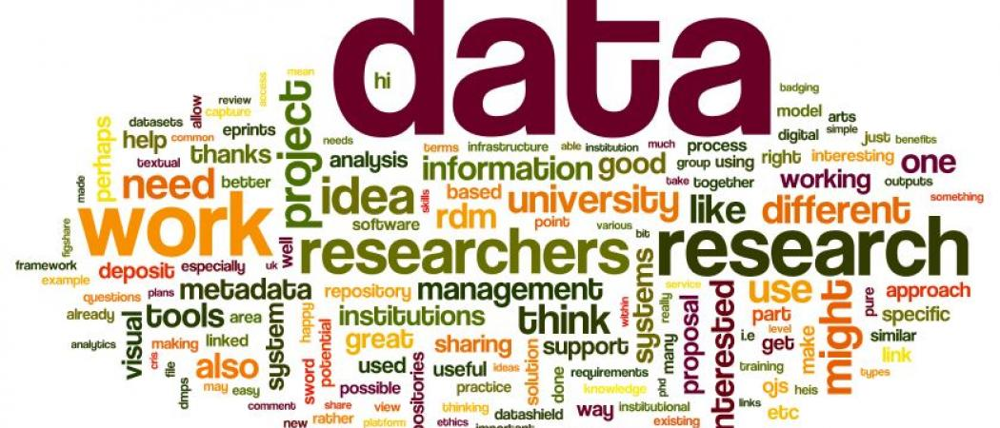 data
hi
badging
mean
access
review
allow
capture
model
arts
simple
datasets
help
common
eprints
perhaps
project
needs
digital
just
benefits
textual
thanks
analysis
terms
infrastructure
able
institution
much
process
group
using
right
interesting
one
made
need
better
information
good
take
together
working
outputs
idea
skills
based
university
like
different
something
work
software
rdm
point
various
bit
research
figshare
framework
deposit
especially
uk
well
researchers
systems
example
questions
plans
metadata
repository
management
service
use
might
pure
approach
already
visual
tools
area
system
happy
potential
institutions
think
within
really
proposal
interested
part
level
specific
analytics
making
linked
great
sharing
solution
support
many
i.e
get
make
similar
link
cris
file
also
sword
used
useful
ideas
done
requirements
phd
training
types
dmps
may
easy
possible
practice
knowledge
ojs
heis
comment
share
view
thinking
datashield
way
institutional
links
etc
new
rather
platform
ethics
important
existing